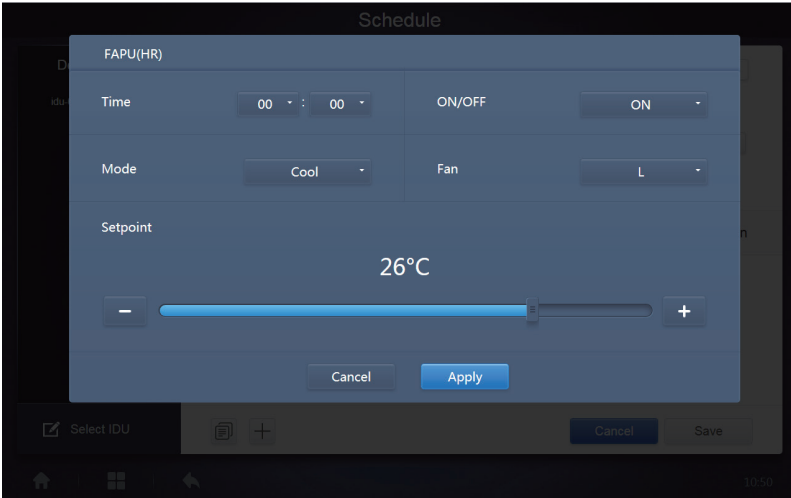 Schedule
FAPU(HR)
Time 00 : 00 ON/OFF ON
Mode Cool Fan L
Setpoint
26°C
Cancel Apply
Select IDU Cancel Save
10:50